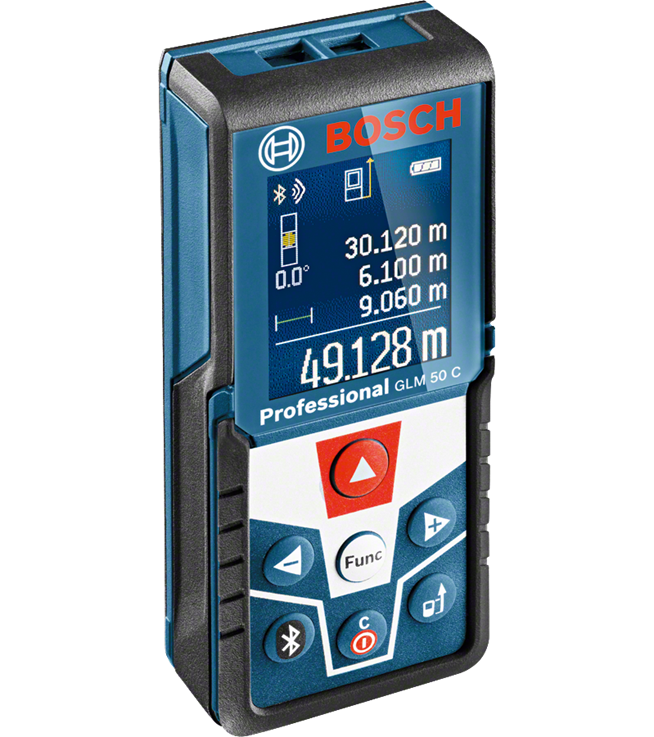 BOSCH
30.120 m
6.100 m
0.0°
9.060 m
49.128 m
Professional GLM 50 C
+
Func
−
C